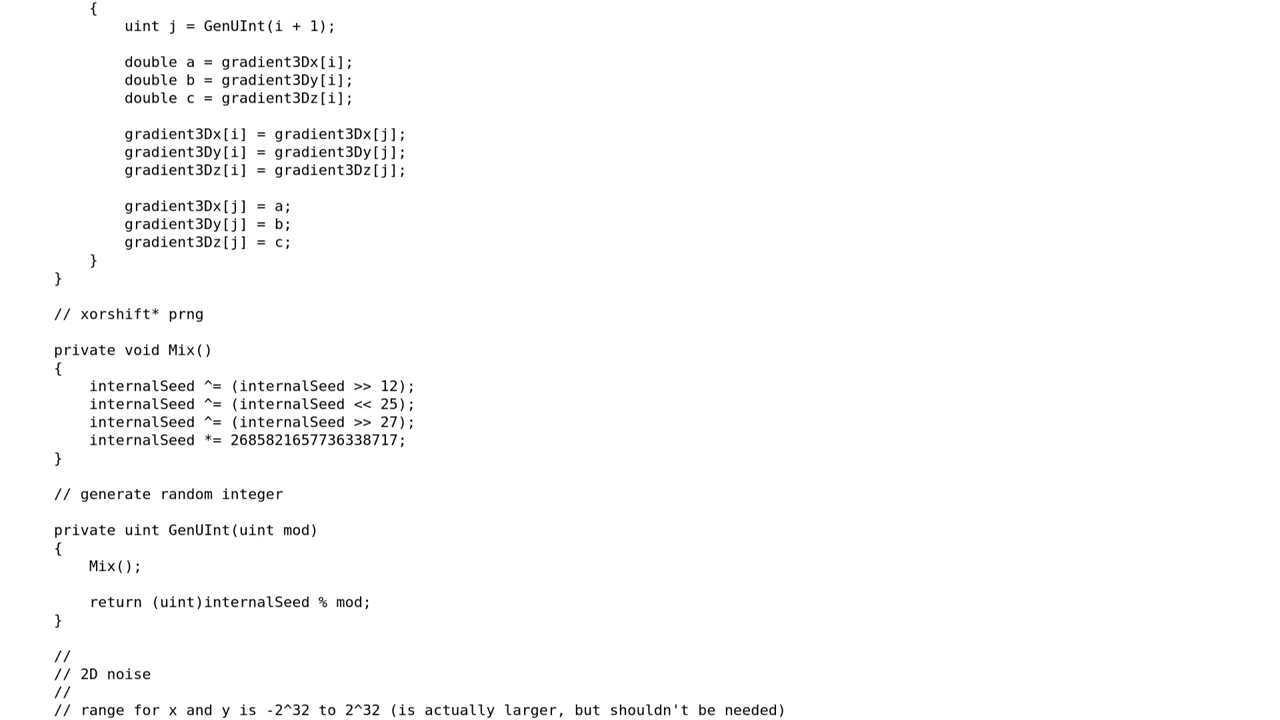 {
uint j = GenUInt(i + 1);
double a = gradient3Dx[i];
double b = gradient3Dy[i];
double c = gradient3Dz[i];
gradient3Dx[i] = gradient3Dx[j];
gradient3Dy[i] = gradient3Dy[j];
gradient3Dz[i] = gradient3Dz[j];
gradient3Dx[j] = a;
gradient3Dy[j] = b;
gradient3Dz[j] = c;
}
}
// xorshift* prng
private void Mix()
{
internalSeed ^= (internalSeed >> 12);
internalSeed ^= (internalSeed << 25);
internalSeed ^= (internalSeed >> 27);
internalSeed *= 2685821657736338717;
}
// generate random integer
private uint GenUInt(uint mod)
{
Mix();
return (uint)internalSeed % mod;
}
//
// 2D noise
//
// range for x and y is -2^32 to 2^32 (is actually larger, but shouldn't be needed)